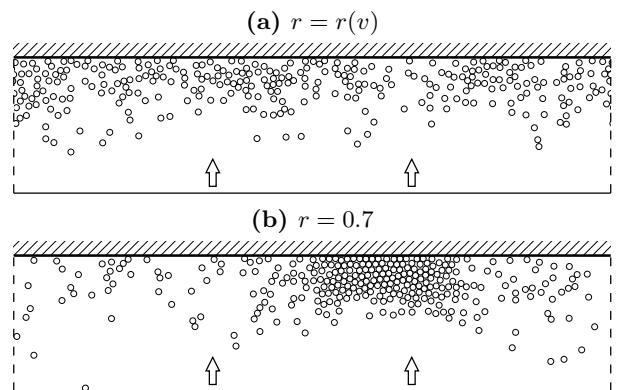 (a) r = r(v)
(b) r = 0.7